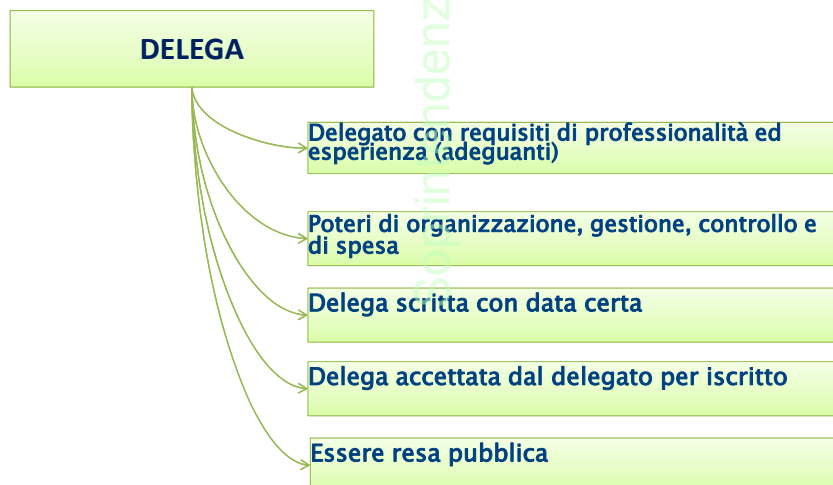 DELEGA
Delegato con requisiti di professionalità ed
esperienza (adeguanti)
Poteri di organizzazione, gestione, controllo e
di spesa
Delega scritta con data certa
Delega accettata dal delegato per iscritto
Essere resa pubblica